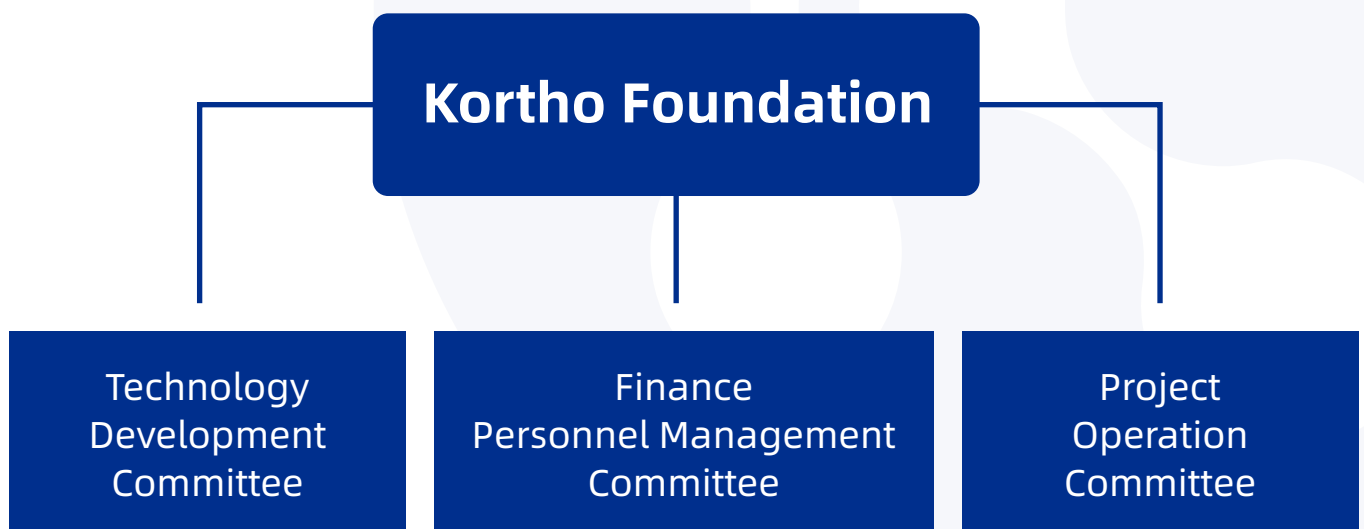 Kortho Foundation
Technology
Development
Committee
Finance
Personnel Management
Committee
Project
Operation
Committee